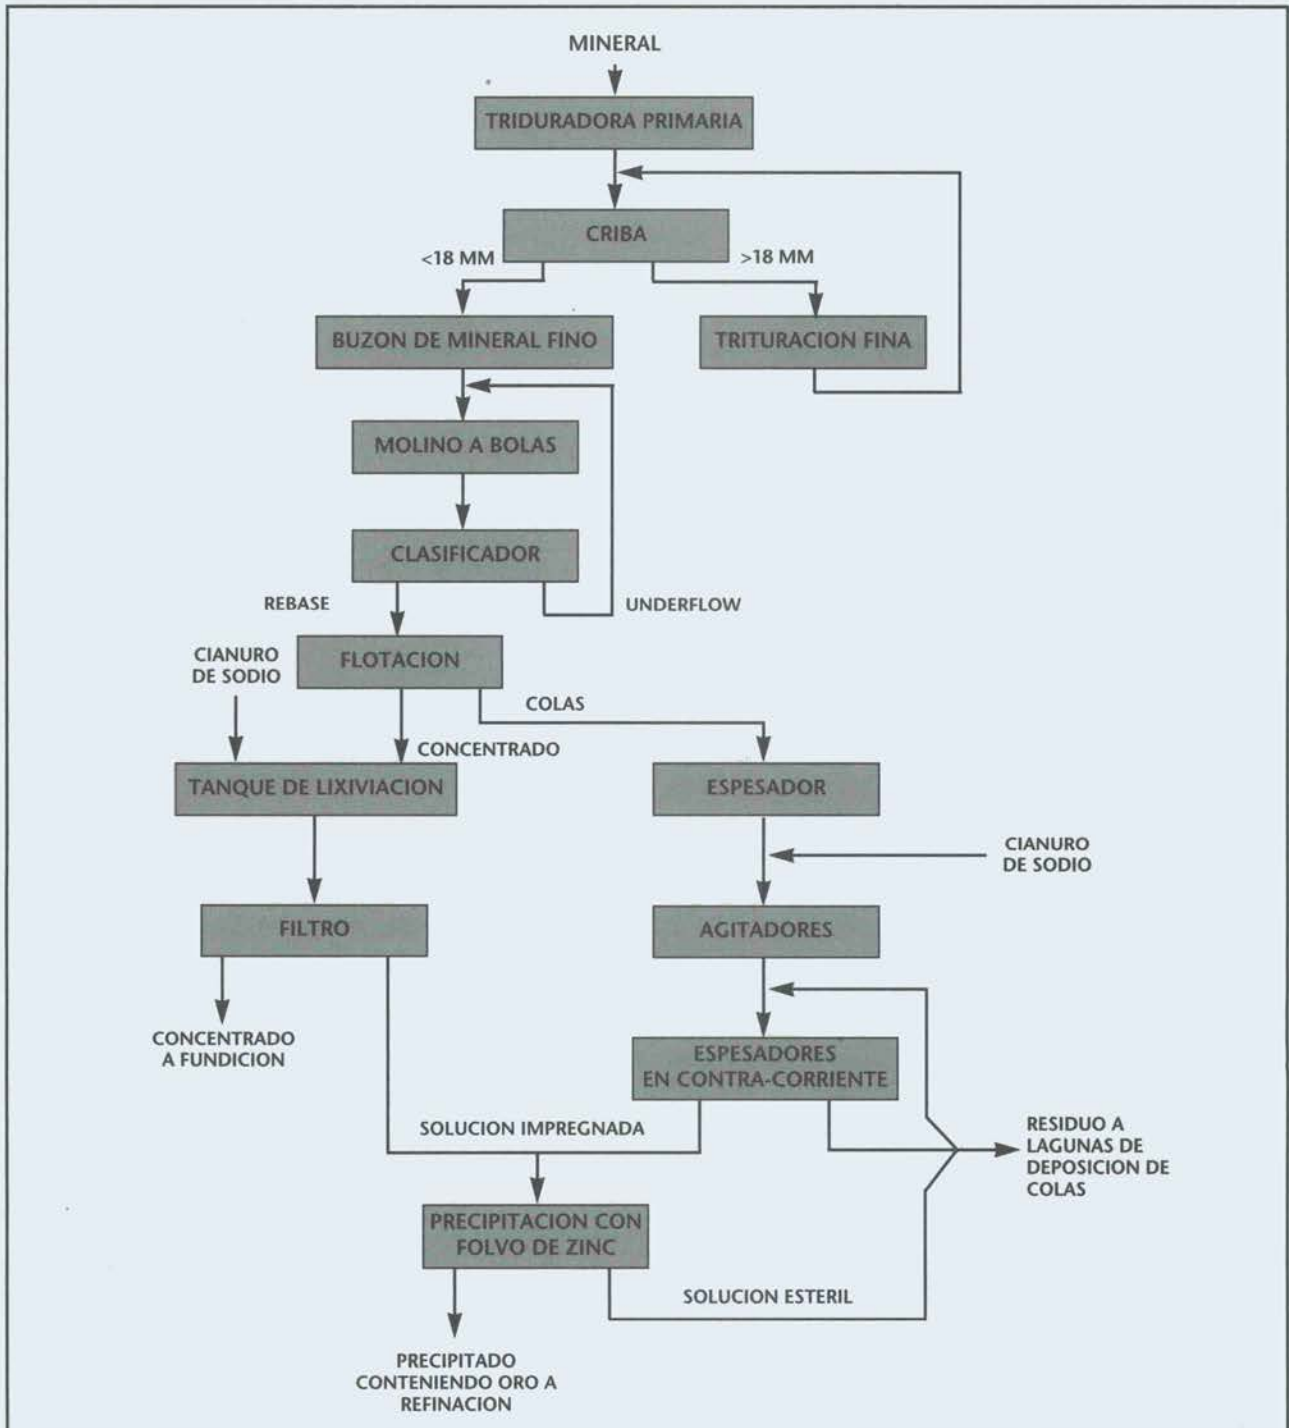 MINERAL
TRIDURADORA PRIMARIA
CRIBA
<18 MM
>18 MM
BUZON DE MINERAL FINO
TRITURACION FINA
MOLINO A BOLAS
CLASIFICADOR
REBASE
UNDERFLOW
CIANURO
DE SODIO
FLOTACION
COLAS
CONCENTRADO
TANQUE DE LIXIVIACION
ESPESADOR
CIANURO
DE SODIO
FILTRO
AGITADORES
CONCENTRADO
A FUNDICION
ESPESADORES
EN CONTRA-CORRIENTE
SOLUCION IMPREGNADA
RESIDUO A
LAGUNAS DE
DEPOSICION DE
COLAS
PRECIPITACION CON
FOLVO DE ZINC
SOLUCION ESTERIL
PRECIPITADO
CONTENIENDO ORO A
REFINACION